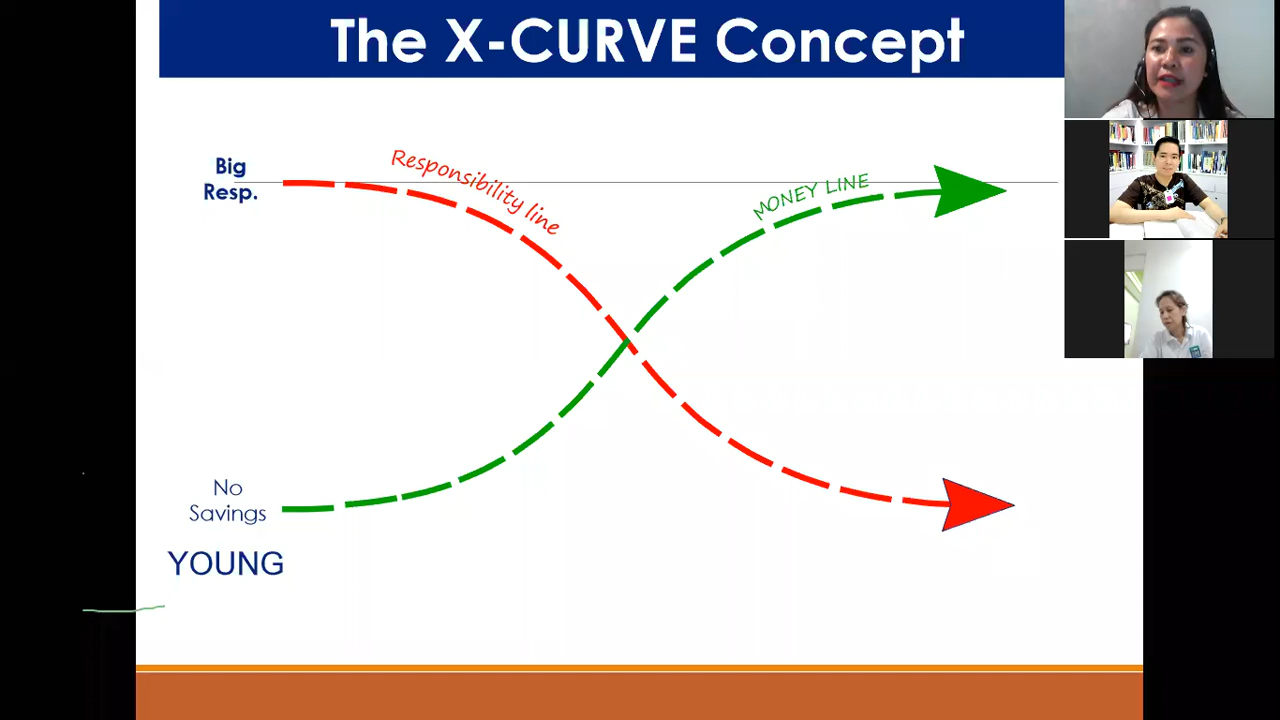 The X-CURVE Concept
Big
Resp.
Responsibility line
MONEY LINE
No
Savings
YOUNG